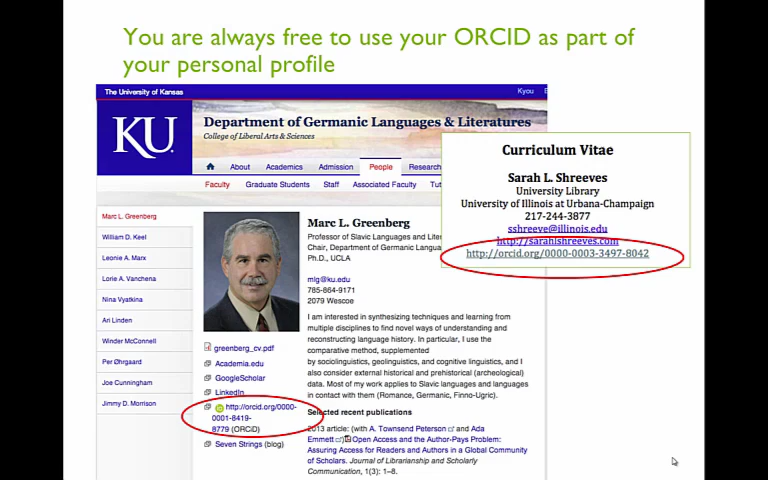 You are always free to use your ORCID as part of
your personal profile
The University of Kansas
Kyou
E
KU
Department of Germanic Languages & Literatures
College of Liberal Arts & Sciences
About Academics Admission People Research
Faculty Graduate Students Staff Associated Faculty Tut
Marc L. Greenberg
William D. Keel
Leonie A. Marx
Lorie A. Vanchena
Nina Vyatkina
Ari Linden
Winder McConnell
Per Øhrgaard
Joe Cunningham
Jimmy D. Morrison
greenberg_cv.pdf
Academia.edu
GoogleScholar
LinkedIn
http://orcid.org/0000-
0001-8419-
8779 (ORCiD)
Seven Strings (blog)
Marc L. Greenberg
Professor of Slavic Languages and Lite
Chair, Department of Germanic Langua
Ph.D., UCLA
mlg@ku.edu
785-864-9171
2079 Wescoe
I am interested in synthesizing techniques and learning from
multiple disciplines to find novel ways of understanding and
reconstructing language history. In particular, I use the
comparative method, supplemented
by sociolinguistics, geolinguistics, and cognitive linguistics, and I
also consider external historical and prehistorical (archeological)
data. Most of my work applies to Slavic languages and languages
in contact with them (Romance, Germanic, Finno-Ugric).
Selected recent publications
2013 article: (with A. Townsend Peterson and Ada
Emmett) Open Access and the Author-Pays Problem:
Assuring Access for Readers and Authors in a Global Community
of Scholars. Journal of Librarianship and Scholarly
Communication, 1(3): 1–8.
Curriculum Vitae
Sarah L. Shreeves
University Library
University of Illinois at Urbana-Champaign
217-244-3877
sshreeve@illinois.edu
http://sarahlshreeves.com
http://orcid.org/0000-0003-3497-8042